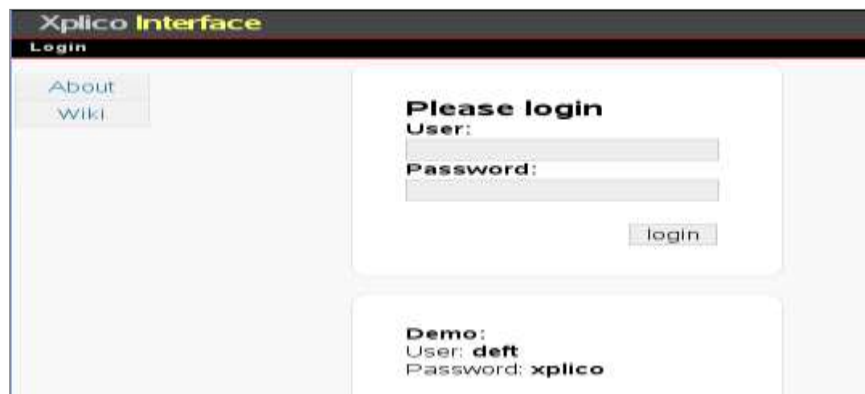 Xplico Interface
Login
About
Wiki
Please login
User:
Password:
login
Demo:
User: deft
Password: xplico